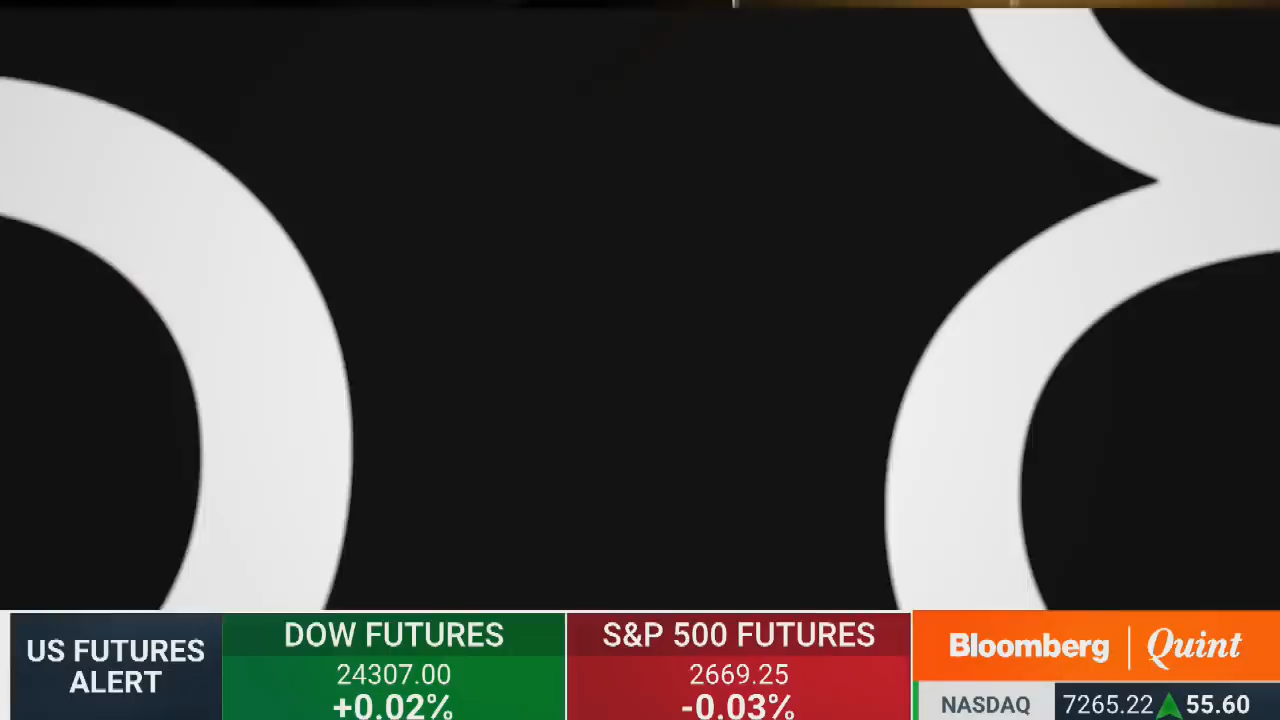 US FUTURES
ALERT
DOW FUTURES
24307.00
+0.02%
S&P 500 FUTURES
2669.25
-0.03%
Bloomberg | Quint
NASDAQ 7265.22 ▲ 55.60